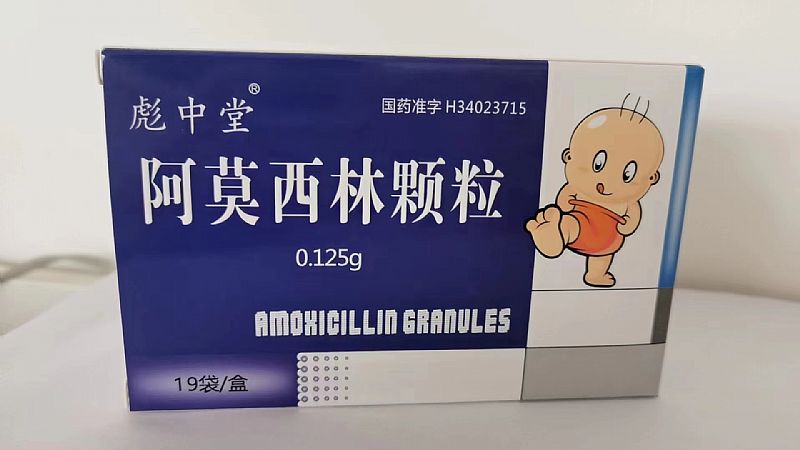 彪中堂®
国药准字 H34023715
阿莫西林颗粒
0.125g
AMOXICILLIN GRANULES
19袋/盒